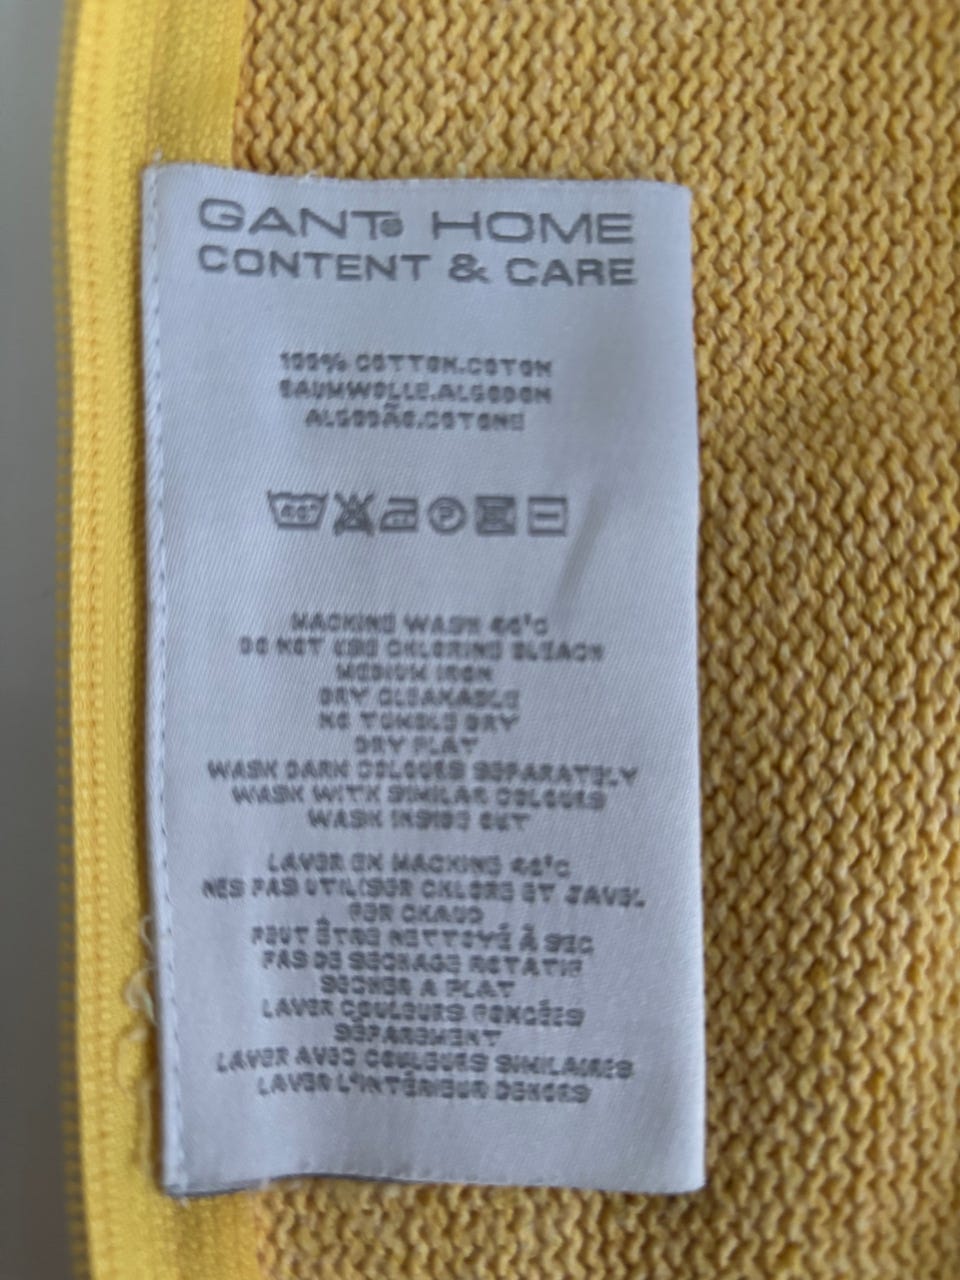 GANT® HOME
CONTENT & CARE
100% COTTON.COTON
BAUMWOLLE.ALGODON
ALGODÃO.COTONE
P
MACHINE WASH
DO NOT USE CHLORINE BLEACH
MEDIUM IRON
DRY CLEANABLE
NO TUMBLE DRY
DRY FLAT
WASH DARK COLOURS SEPARATELY
WASH WITH SIMILAR COLOURS
WASH INSIDE OUT
LAVER EN MACHINE
NES PAS UTILISER CHLORE ET JAVEL
FER CHAUD
PEUT ÊTRE NETTOYÉ À SEC
PAS DE SECHAGE ROTATIF
SECHER A PLAT
LAVER COULEURS FONCÉES
SÉPAREMENT
LAVER AVEC COULEURS SIMILAIRES
LAVER L'INTÉRIEUR DEHORS